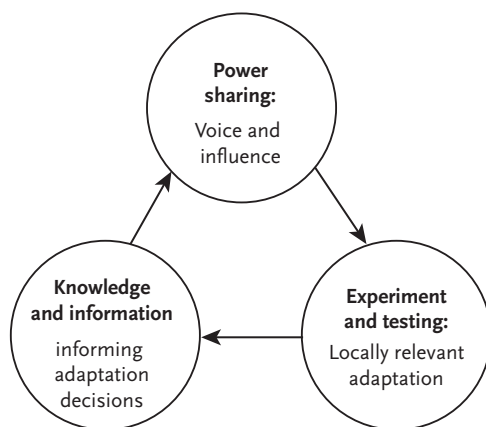 Power
sharing:
Voice and
influence
Knowledge
and information
informing
adaptation
decisions
Experiment
and testing:
Locally relevant
adaptation